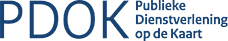 PDOK
Publieke
Dienstverlening
op de Kaart